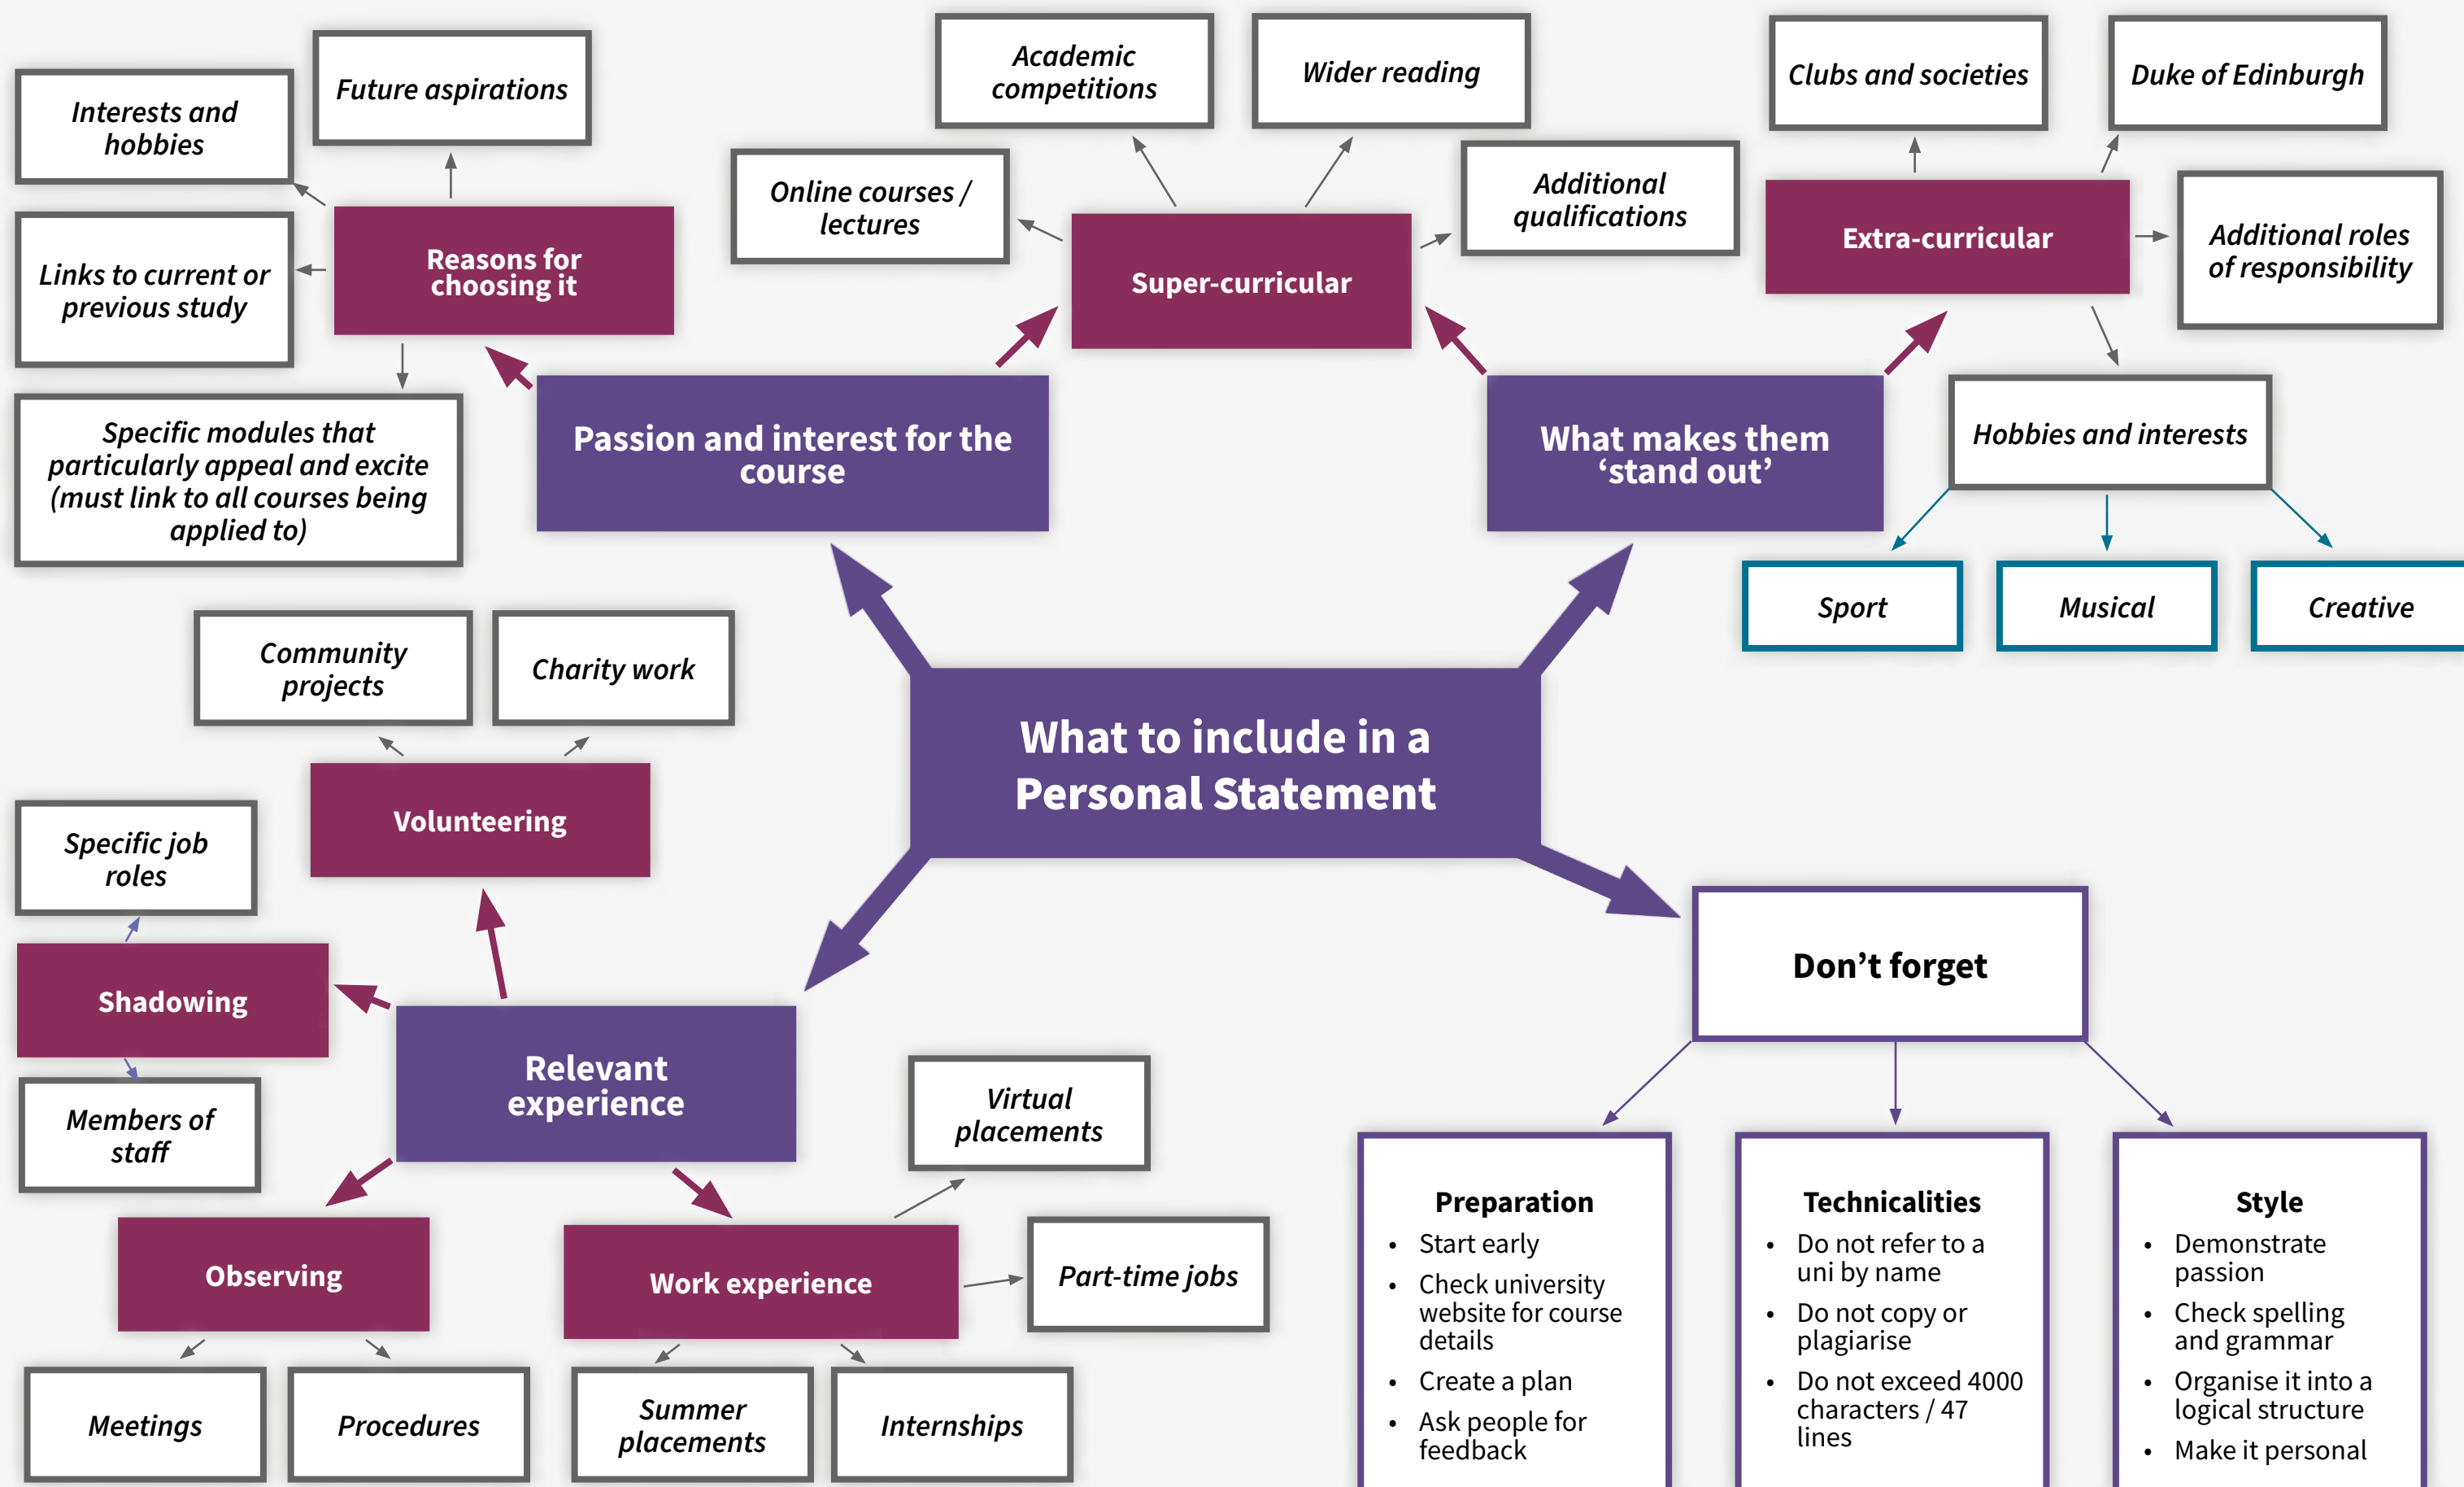 Academic
competitions
Wider reading
Clubs and societies
Duke of Edinburgh
Future aspirations
Interests and
hobbies
Online courses /
lectures
Additional
qualifications
Extra-curricular
Additional roles
of responsibility
Links to current or
previous study
Reasons for
choosing it
Super-curricular
Specific modules that
particularly appeal and excite
(must link to all courses being
applied to)
Passion and interest for the
course
What makes them
‘stand out’
Hobbies and interests
Sport
Musical
Creative
Community
projects
Charity work
What to include in a
Personal Statement
Volunteering
Specific job
roles
Shadowing
Members of
staff
Relevant
experience
Virtual
placements
Observing
Work experience
Part-time jobs
Meetings
Procedures
Summer
placements
Internships
Don’t forget
Preparation
• Start early
• Check university
website for course
details
• Create a plan
• Ask people for
feedback
Technicalities
• Do not refer to a
uni by name
• Do not copy or
plagiarise
• Do not exceed 4000
characters / 47
lines
Style
• Demonstrate
passion
• Check spelling
and grammar
• Organise it into a
logical structure
• Make it personal